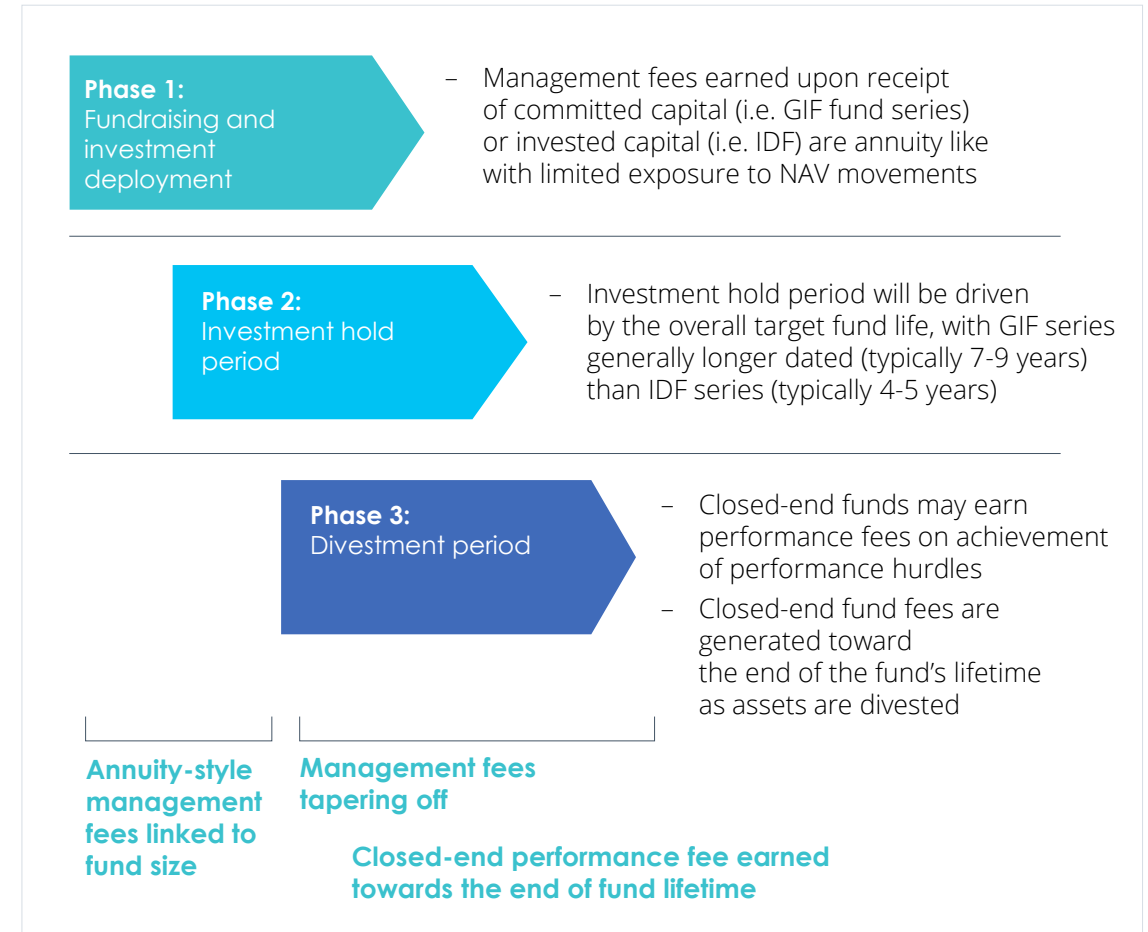 Phase 1:
Fundraising and
investment
deployment
– Management fees earned upon receipt
of committed capital (i.e. GIF fund series)
or invested capital (i.e. IDF) are annuity like
with limited exposure to NAV movements
Phase 2:
Investment hold
period
– Investment hold period will be driven
by the overall target fund life, with GIF series
generally longer dated (typically 7-9 years)
than IDF series (typically 4-5 years)
Phase 3:
Divestment period
– Closed-end funds may earn
performance fees on achievement
of performance hurdles
– Closed-end fund fees are
generated toward
the end of the fund’s lifetime
as assets are divested
Annuity-style
management
fees linked to
fund size
Management fees
tapering off
Closed-end performance fee earned
towards the end of fund lifetime